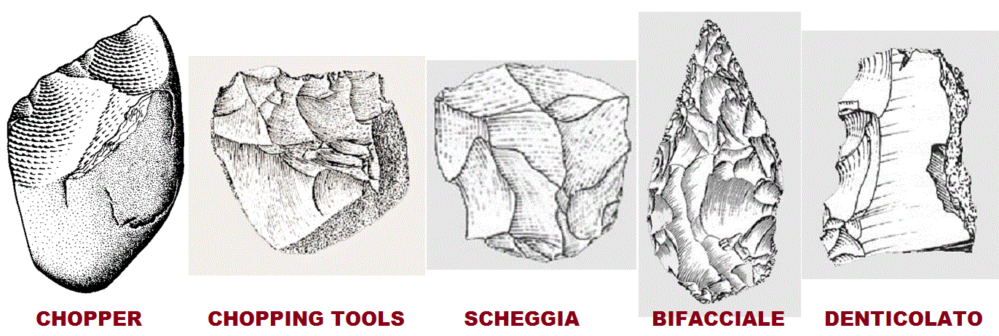 CHOPPER
CHOPPING TOOLS
SCHEGGIA
BIFACCIALE
DENTICOLATO